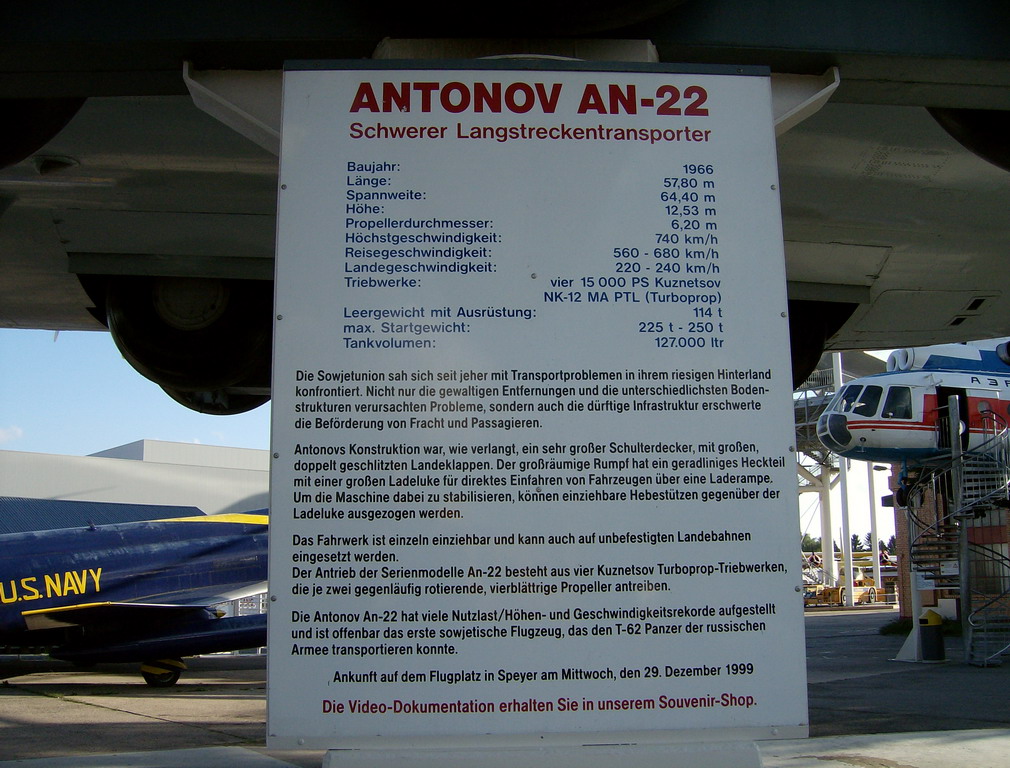 ANTONOV AN-22
Schwerer Langstreckentransporter
Baujahr: 1966
Länge: 57,80 m
Spannweite: 64,40 m
Höhe: 12,53 m
Propellerdurchmesser: 6,20 m
Höchstgeschwindigkeit: 740 km/h
Reisegeschwindigkeit: 560 - 680 km/h
Landegeschwindigkeit: 220 - 240 km/h
Triebwerke: vier 15 000 PS Kuznetsov
NK-12 MA PTL (Turboprop)
Leergewicht mit Ausrüstung: 114 t
max. Startgewicht: 225 t - 250 t
Tankvolumen: 127.000 ltr
Die Sowjetunion sah sich seit jeher mit Transportproblemen in ihrem riesigen Hinterland
konfrontiert. Nicht nur die gewaltigen Entfernungen und die unterschiedlichsten Boden-
strukturen verursachten Probleme, sondern auch die dürftige Infrastruktur erschwerte
die Beförderung von Fracht und Passagieren.
Antonovs Konstruktion war, wie verlangt, ein sehr großer Schulterdecker, mit großen,
doppelt geschlitzten Landeklappen. Der großräumige Rumpf hat ein geradliniges Heckteil
mit einer großen Ladeluke für direktes Einfahren von Fahrzeugen über eine Laderampe.
Um die Maschine dabei zu stabilisieren, können einziehbare Hebestützen gegenüber der
Ladeluke ausgezogen werden.
Das Fahrwerk ist einzeln einziehbar und kann auch auf unbefestigten Landebahnen
eingesetzt werden.
Der Antrieb der Serienmodelle An-22 besteht aus vier Kuznetsov Turboprop-Triebwerken,
die je zwei gegenläufig rotierende, vierblättrige Propeller antreiben.
Die Antonov An-22 hat viele Nutzlast/Höhen- und Geschwindigkeitsrekorde aufgestellt
und ist offenbar das erste sowjetische Flugzeug, das den T-62 Panzer der russischen
Armee transportieren konnte.
Ankunft auf dem Flugplatz in Speyer am Mittwoch, den 29. Dezember 1999
Die Video-Dokumentation erhalten Sie in unserem Souvenir-Shop.
U.S. NAVY